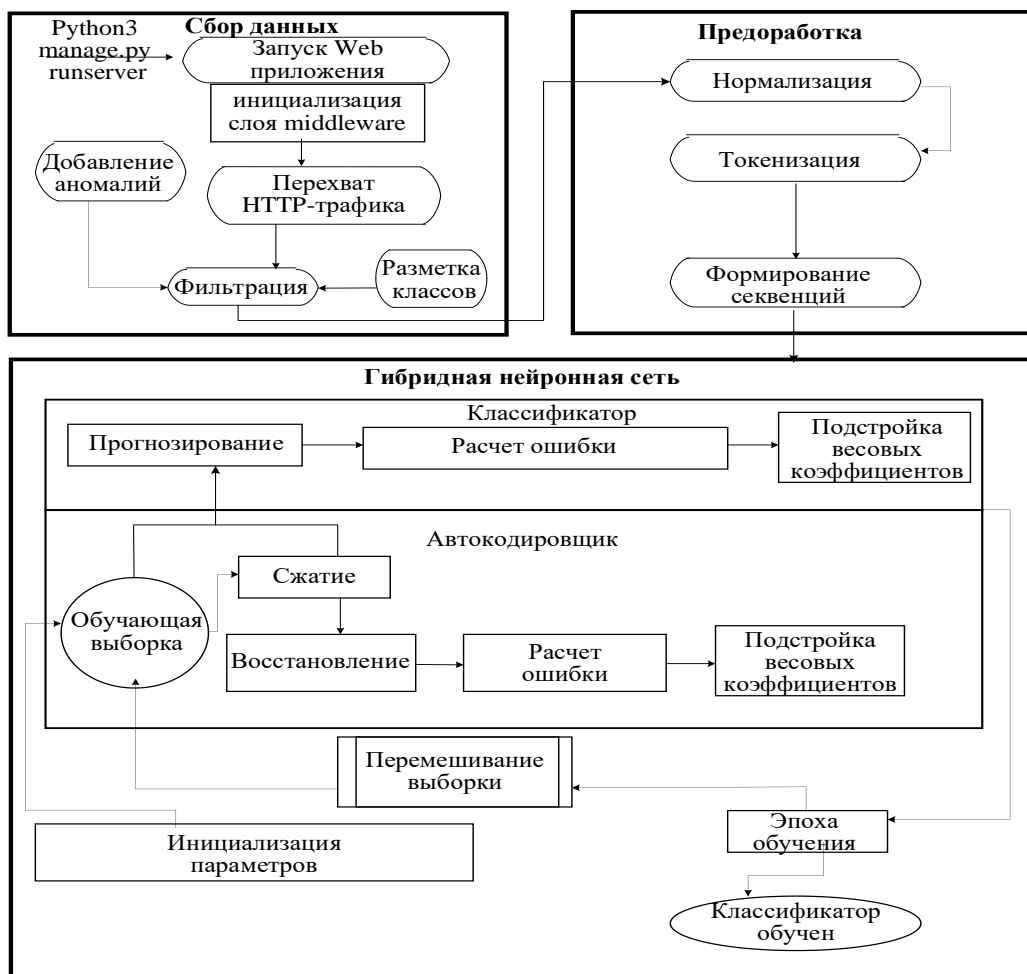 Python3
manage.py
runserver
Сбор данных
Запуск Web
приложения
инициализация
слоя middleware
Добавление
аномалий
Перехват
HTTP-трафика
Фильтрация
Разметка
классов
Предоработка
Нормализация
Токенизация
Формирование
секвенций
Гибридная нейронная сеть
Классификатор
Прогнозирование
Расчет ошибки
Подстройка
весовых
коэффициентов
Автокодировщик
Сжатие
Обучающая
выборка
Восстановление
Расчет
ошибки
Подстройка
весовых
коэффициентов
Перемешивание
выборки
Инициализация
параметров
Эпоха
обучения
Классификатор
обучен